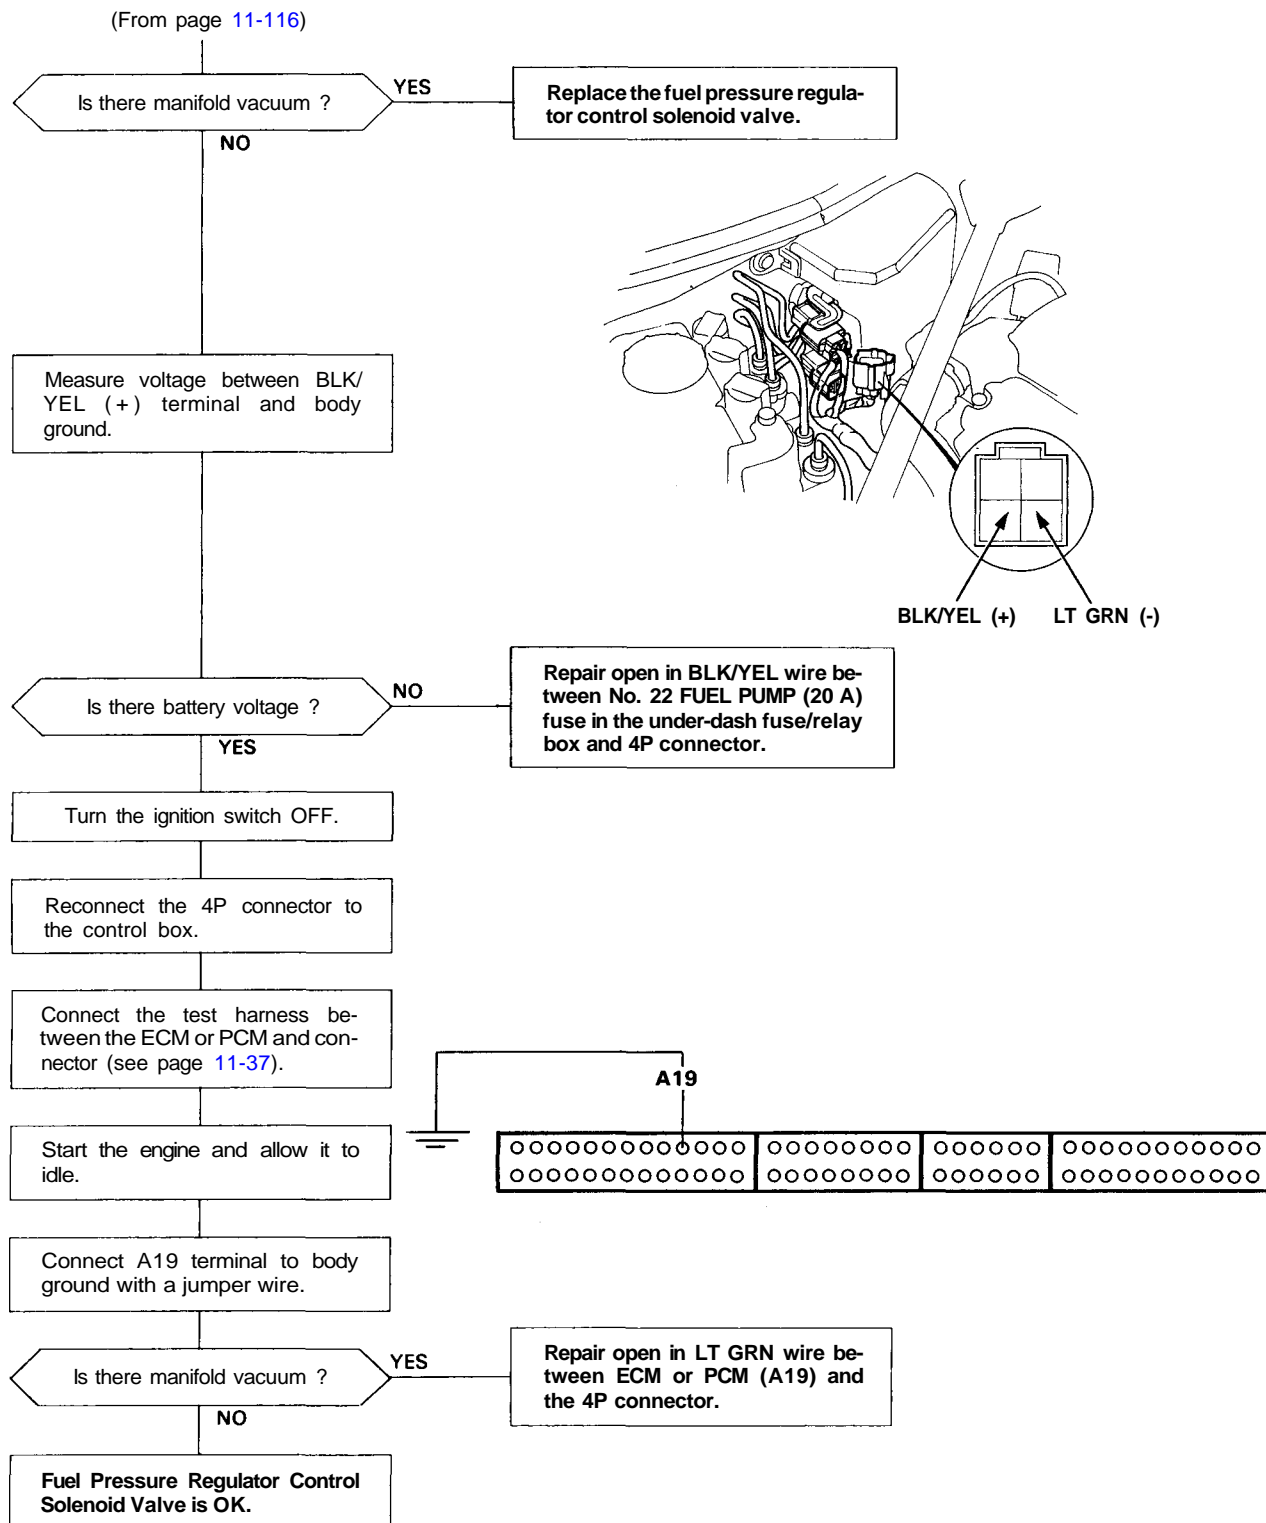 (From page 11-116)
Is there manifold vacuum ?
YES
Replace the fuel pressure regula-
tor control solenoid valve.
NO
Measure voltage between BLK/
YEL (+) terminal and body
ground.
BLK/YEL (+) LT GRN (-)
Is there battery voltage ?
NO
Repair open in BLK/YEL wire be-
tween No. 22 FUEL PUMP (20 A)
fuse in the under-dash fuse/relay
box and 4P connector.
YES
Turn the ignition switch OFF.
Reconnect the 4P connector to
the control box.
Connect the test harness be-
tween the ECM or PCM and con-
nector (see page 11-37).
A19
Start the engine and allow it to
idle.
Connect A19 terminal to body
ground with a jumper wire.
Is there manifold vacuum ?
YES
Repair open in LT GRN wire be-
tween ECM or PCM (A19) and
the 4P connector.
NO
Fuel Pressure Regulator Control
Solenoid Valve is OK.